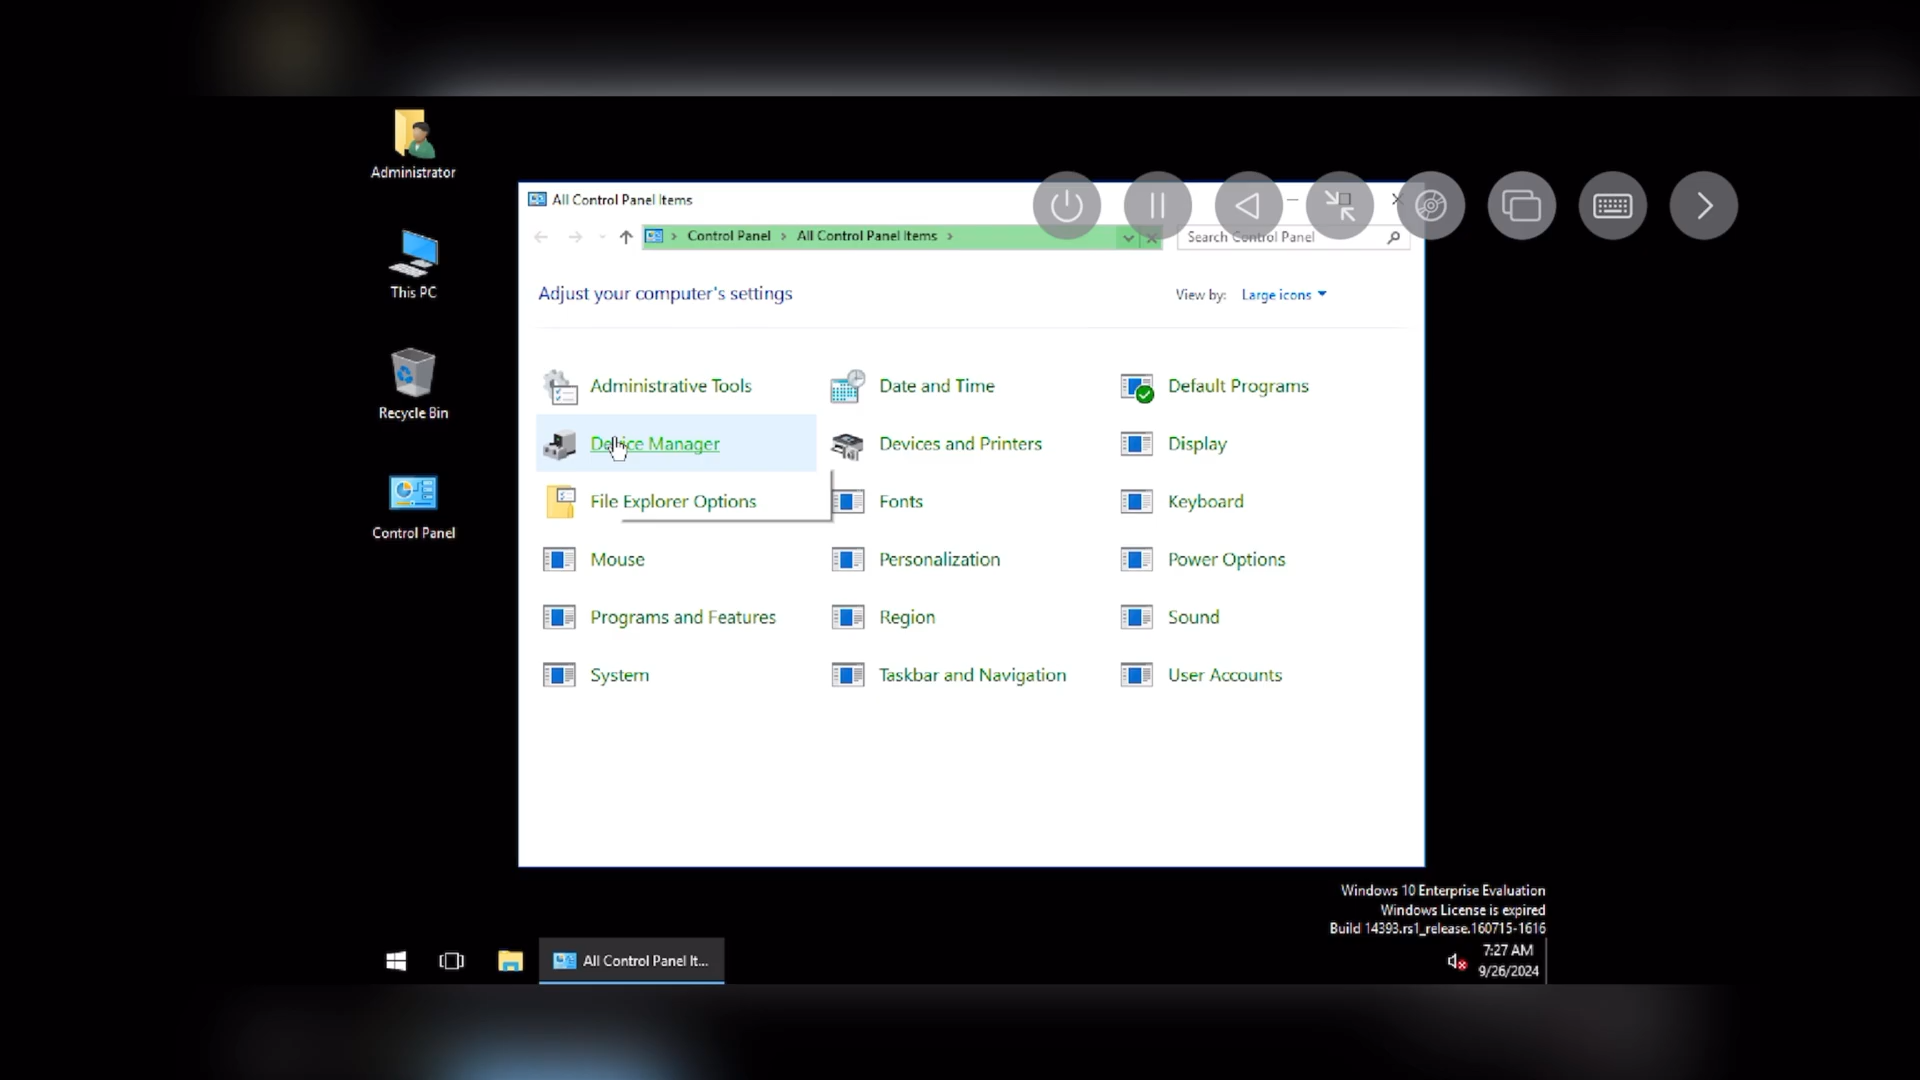 Administrator
This PC
Recycle Bin
Control Panel
All Control Panel Items
Control Panel > All Control Panel Items >
Search Control Panel
Adjust your computer's settings
View by: Large icons
Administrative Tools
Date and Time
Default Programs
Device Manager
Devices and Printers
Display
File Explorer Options
Fonts
Keyboard
Mouse
Personalization
Power Options
Programs and Features
Region
Sound
System
Taskbar and Navigation
User Accounts
Windows 10 Enterprise Evaluation
Windows License is expired
Build 14393.rs1_release.160715-1616
All Control Panel It...
7:27 AM
9/26/2024